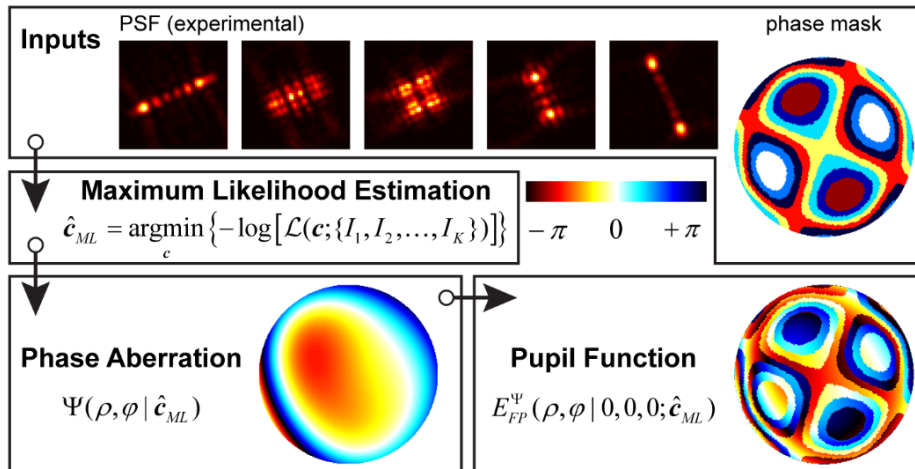 Inputs
PSF (experimental)
phase mask
Maximum Likelihood Estimation
ĉ_ML = argmin_c {−log[ℒ(c;{I_1, I_2,…, I_K})]}
−π 0 +π
Phase Aberration
Ψ(ρ,φ | ĉ_ML)
Pupil Function
E_FP^Ψ(ρ,φ | 0,0,0; ĉ_ML)